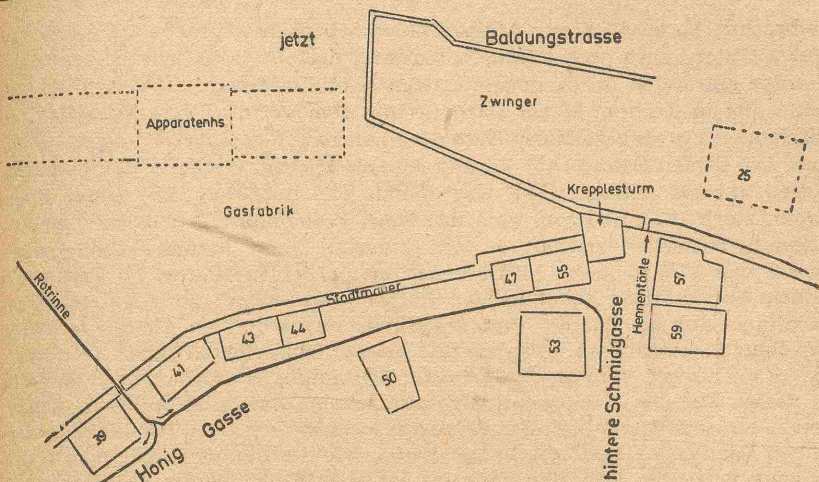 jetzt
Baldungstrasse
Zwinger
Apparatenhs
25
Krepplesturm
Gasfabrik
Rotrinne
Stadtmauer
47
55
Hennentörle
57
43
44
53
59
41
50
hintere Schmidgasse
39
Honig Gasse